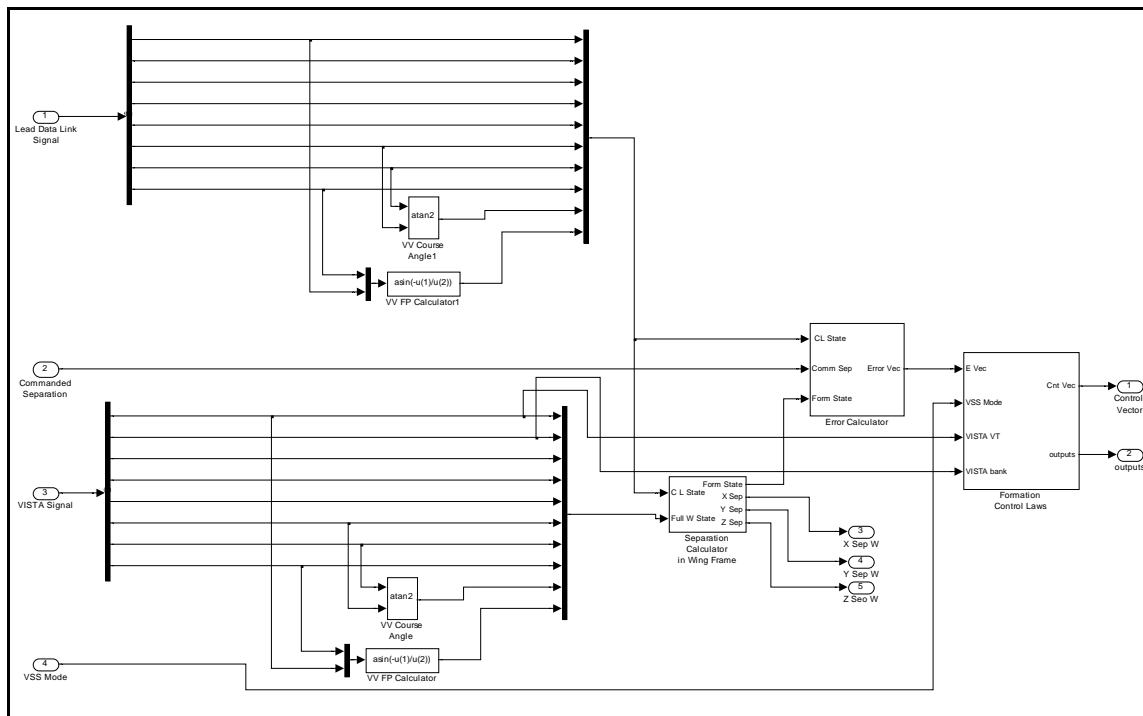 1
Lead Data Link
Signal
atan2
VV Course
Angle1
asin(-u(1)/u(2))
VV FP Calculator1
2
Commanded
Separation
CL State
Comm Sep
Error Vec
Form State
Error Calculator
E Vec
VSS Mode
VISTA VT
VISTA bank
Cnt Vec
outputs
Formation
Control Laws
1
Control
Vector
2
outputs
3
VISTA Signal
Form State
C L State
X Sep
Y Sep
Full W State
Z Sep
Separation
Calculator
in Wing Frame
3
X Sep W
4
Y Sep W
5
Z Seo W
atan2
VV Course
Angle
asin(-u(1)/u(2))
VV FP Calculator
4
VSS Mode